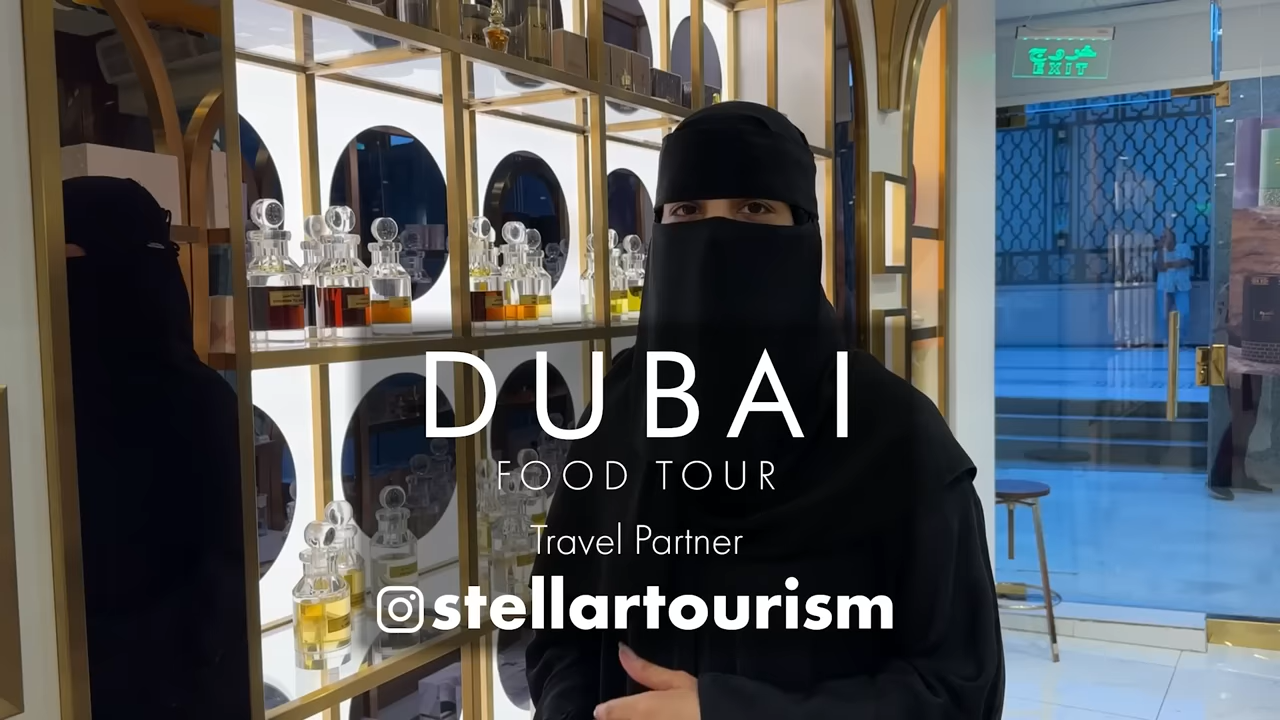 خروج
EXIT
DUBAI
FOOD TOUR
Travel Partner
stellartourism